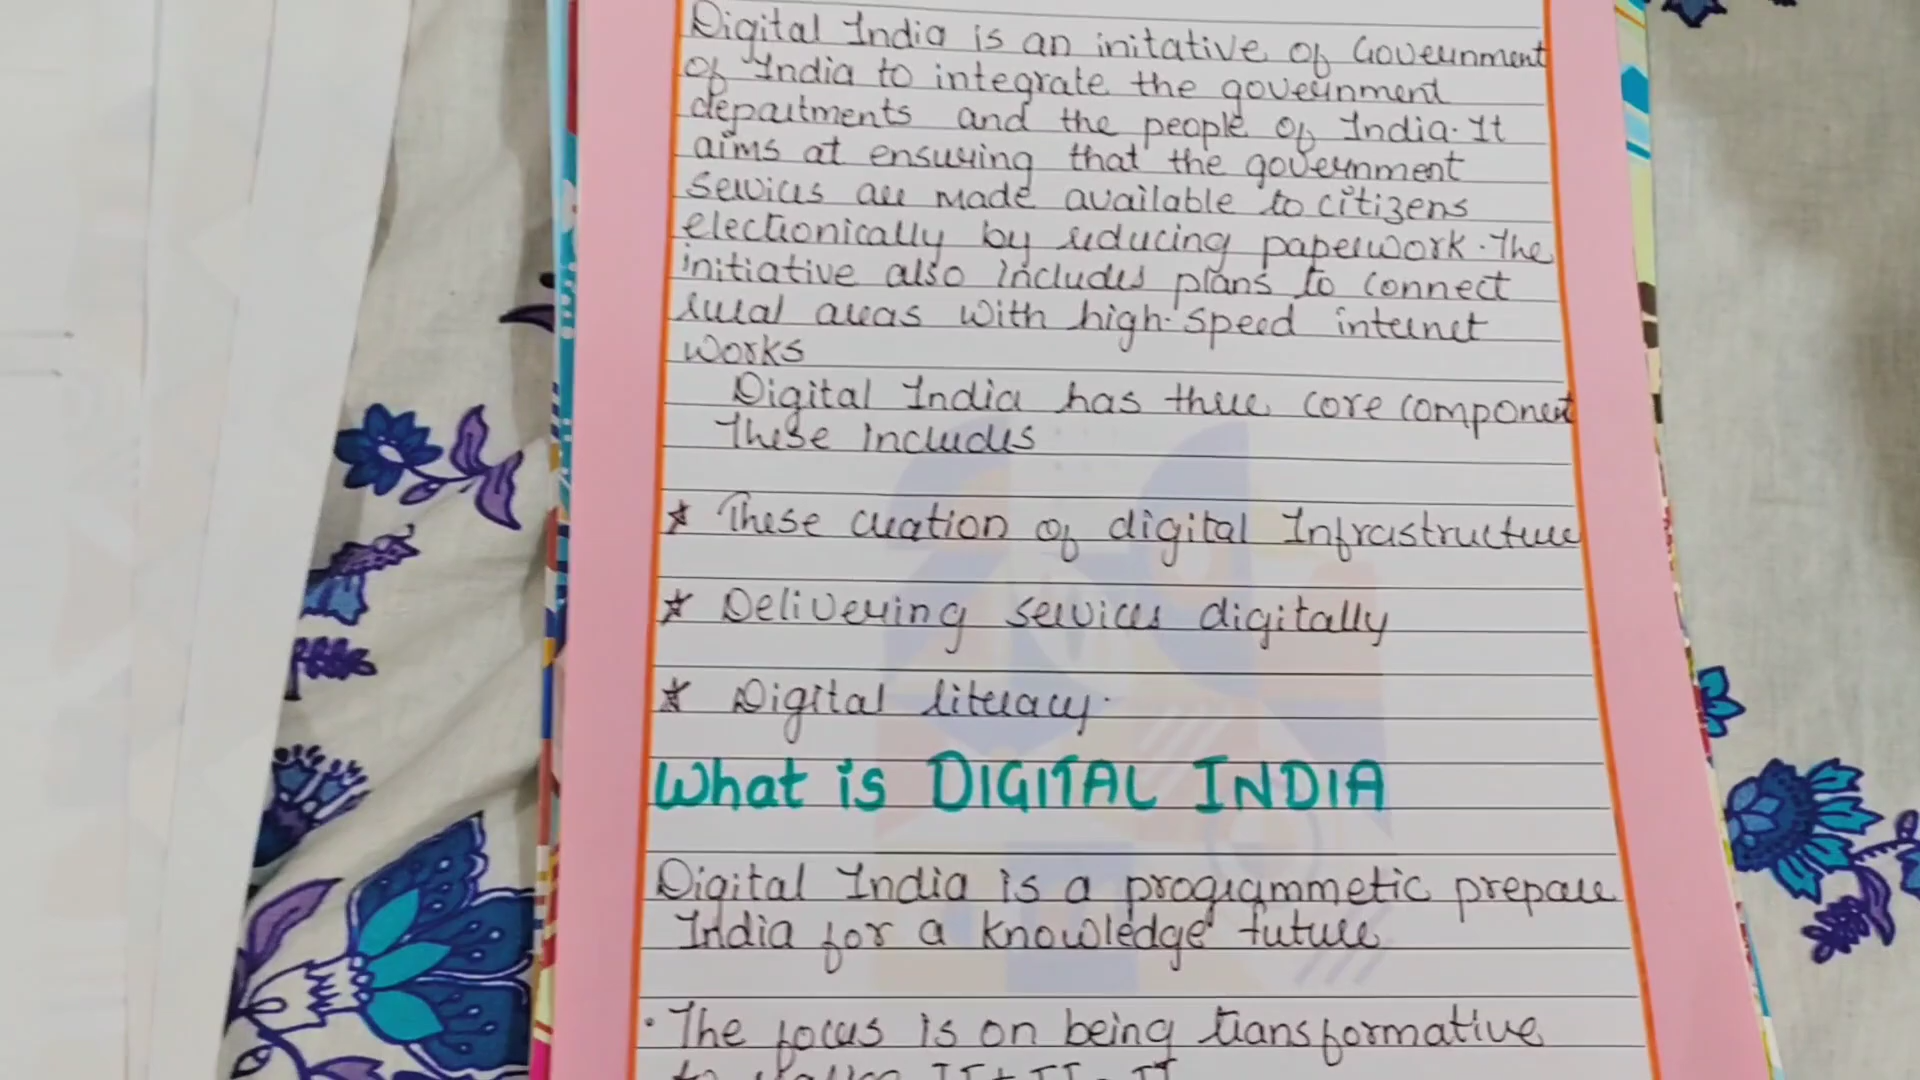 Digital India is an initative of Government
of India to integrate the government
departments and the people of India. It
aims at ensuring that the government
services are made available to citizens
electronically by reducing paperwork. The
initiative also includes plans to connect
rural areas with high-speed internet
works
Digital India has three core component
These includes
★ These creation of digital Infrastructure
★ Delivering services digitally
★ Digital literacy.
What is DIGITAL INDIA
Digital India is a programmetic prepare
India for a knowledge future
• The focus is on being transformative